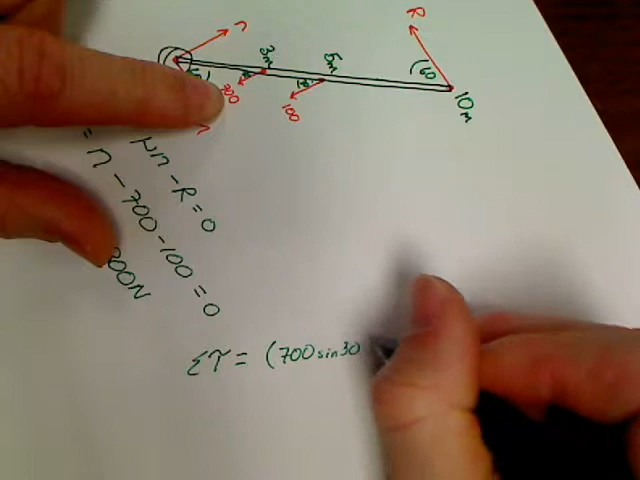 R
3m
5m
60
700
100
10m
μn - R = 0
= n - 700 - 100 = 0
800N
Στ = (700 sin30